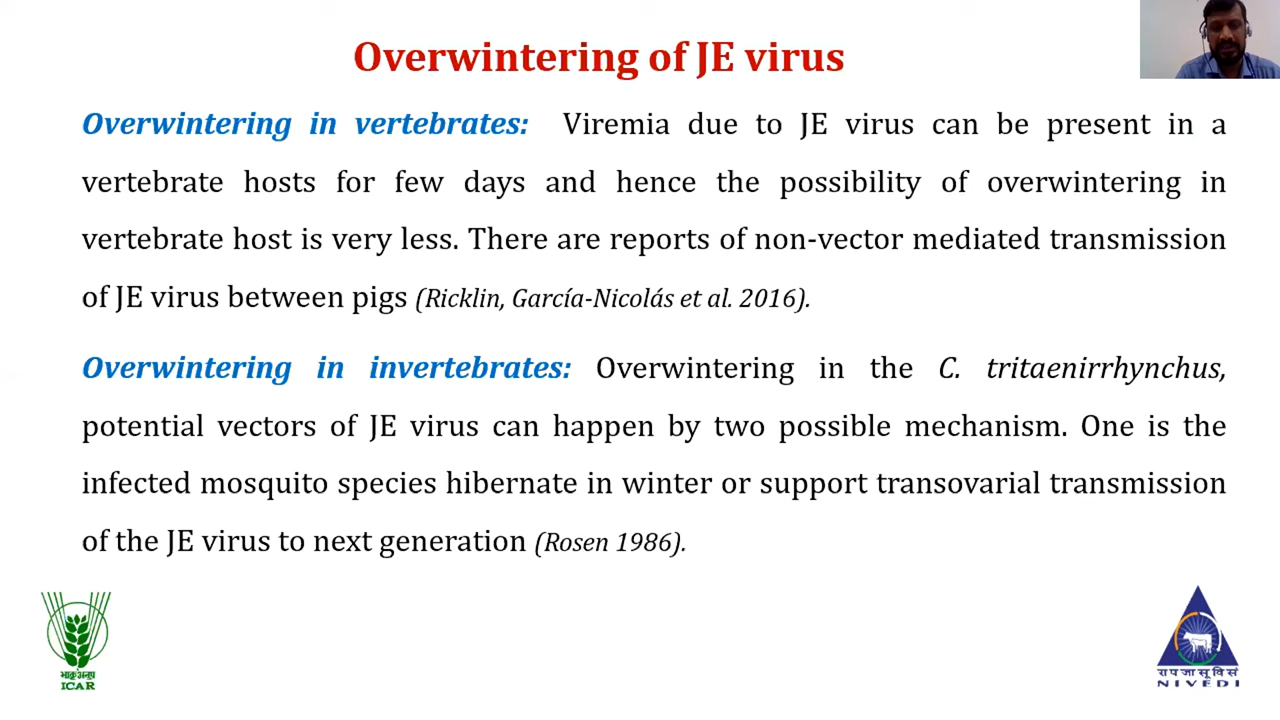 Overwintering of JE virus
Overwintering in vertebrates: Viremia due to JE virus can be present in a
vertebrate hosts for few days and hence the possibility of overwintering in
vertebrate host is very less. There are reports of non-vector mediated transmission
of JE virus between pigs (Ricklin, García-Nicolás et al. 2016).
Overwintering in invertebrates: Overwintering in the C. tritaenirrhynchus,
potential vectors of JE virus can happen by two possible mechanism. One is the
infected mosquito species hibernate in winter or support transovarial transmission
of the JE virus to next generation (Rosen 1986).
भाकृअनुप
ICAR
रा प जा सू वि सं
NIVEDI